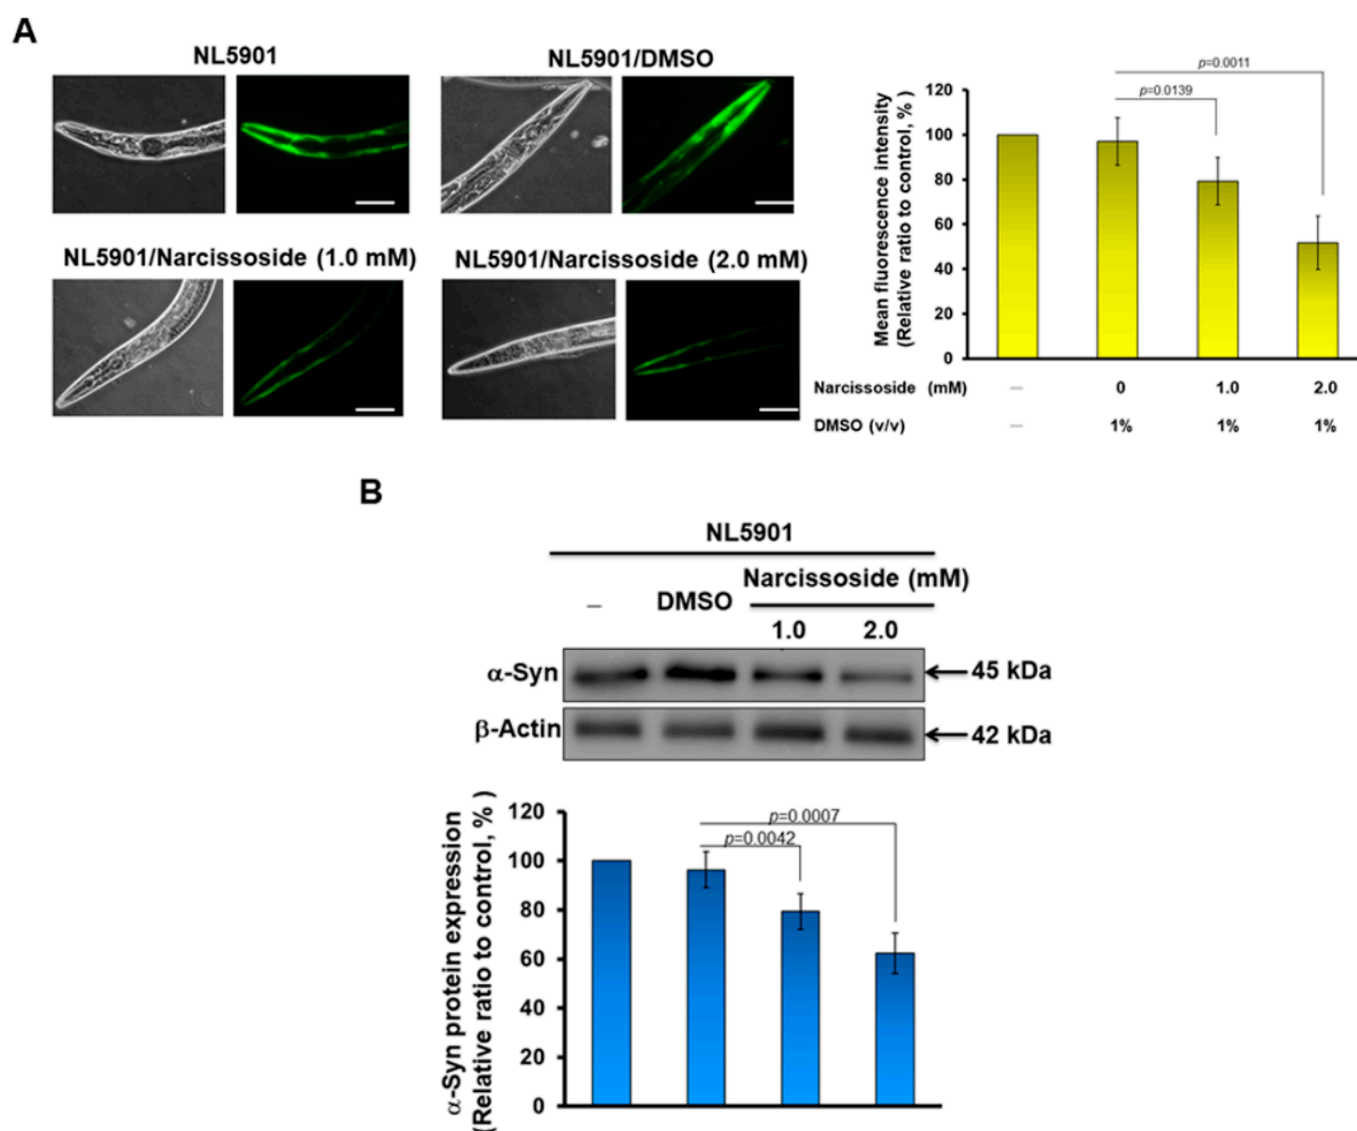 A
NL5901
NL5901/DMSO
NL5901/Narcissoside (1.0 mM)
NL5901/Narcissoside (2.0 mM)
Mean fluorescence intensity
(Relative ratio to control, %)
120
100
80
60
40
20
0
p=0.0011
p=0.0139
Narcissoside (mM) – 0 1.0 2.0
DMSO (v/v) – 1% 1% 1%
B
NL5901
Narcissoside (mM)
– DMSO
1.0 2.0
α-Syn 45 kDa
β-Actin 42 kDa
α-Syn protein expression
(Relative ratio to control, %)
120
100
80
60
40
20
0
p=0.0007
p=0.0042